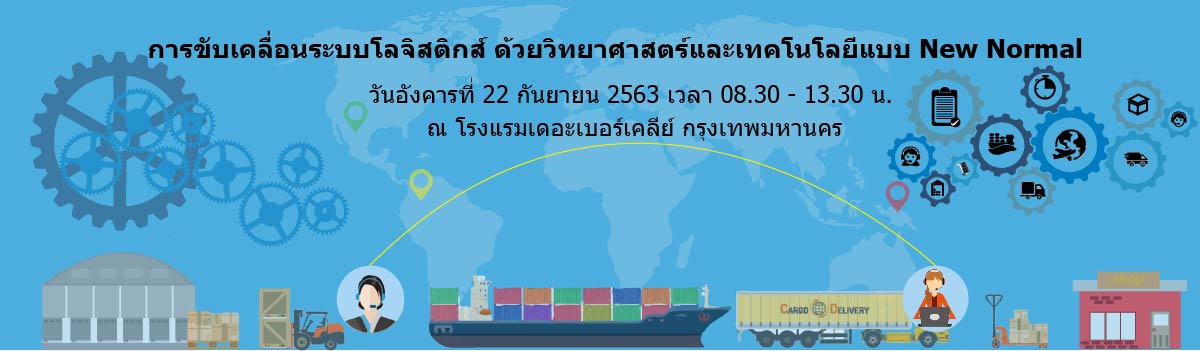 การขับเคลื่อนระบบโลจิสติกส์ ด้วยวิทยาศาสตร์และเทคโนโลยีแบบ New Normal
วันอังคารที่ 22 กันยายน 2563 เวลา 08.30 - 13.30 น.
ณ โรงแรมเดอะเบอร์เคลีย์ กรุงเทพมหานคร
shop
CARGO DELIVERY